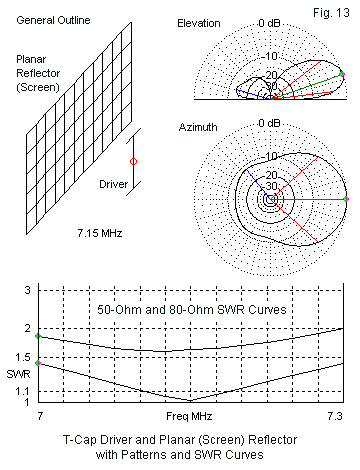 Fig. 13
General Outline
Planar
Reflector
(Screen)
Driver
7.15 MHz
Elevation
0 dB
10
20
30
Azimuth
0 dB
10
20
30
3
2
1.5
SWR
1.1
1
50-Ohm and 80-Ohm SWR Curves
7
Freq MHz
7.3
T-Cap Driver and Planar (Screen) Reflector
with Patterns and SWR Curves